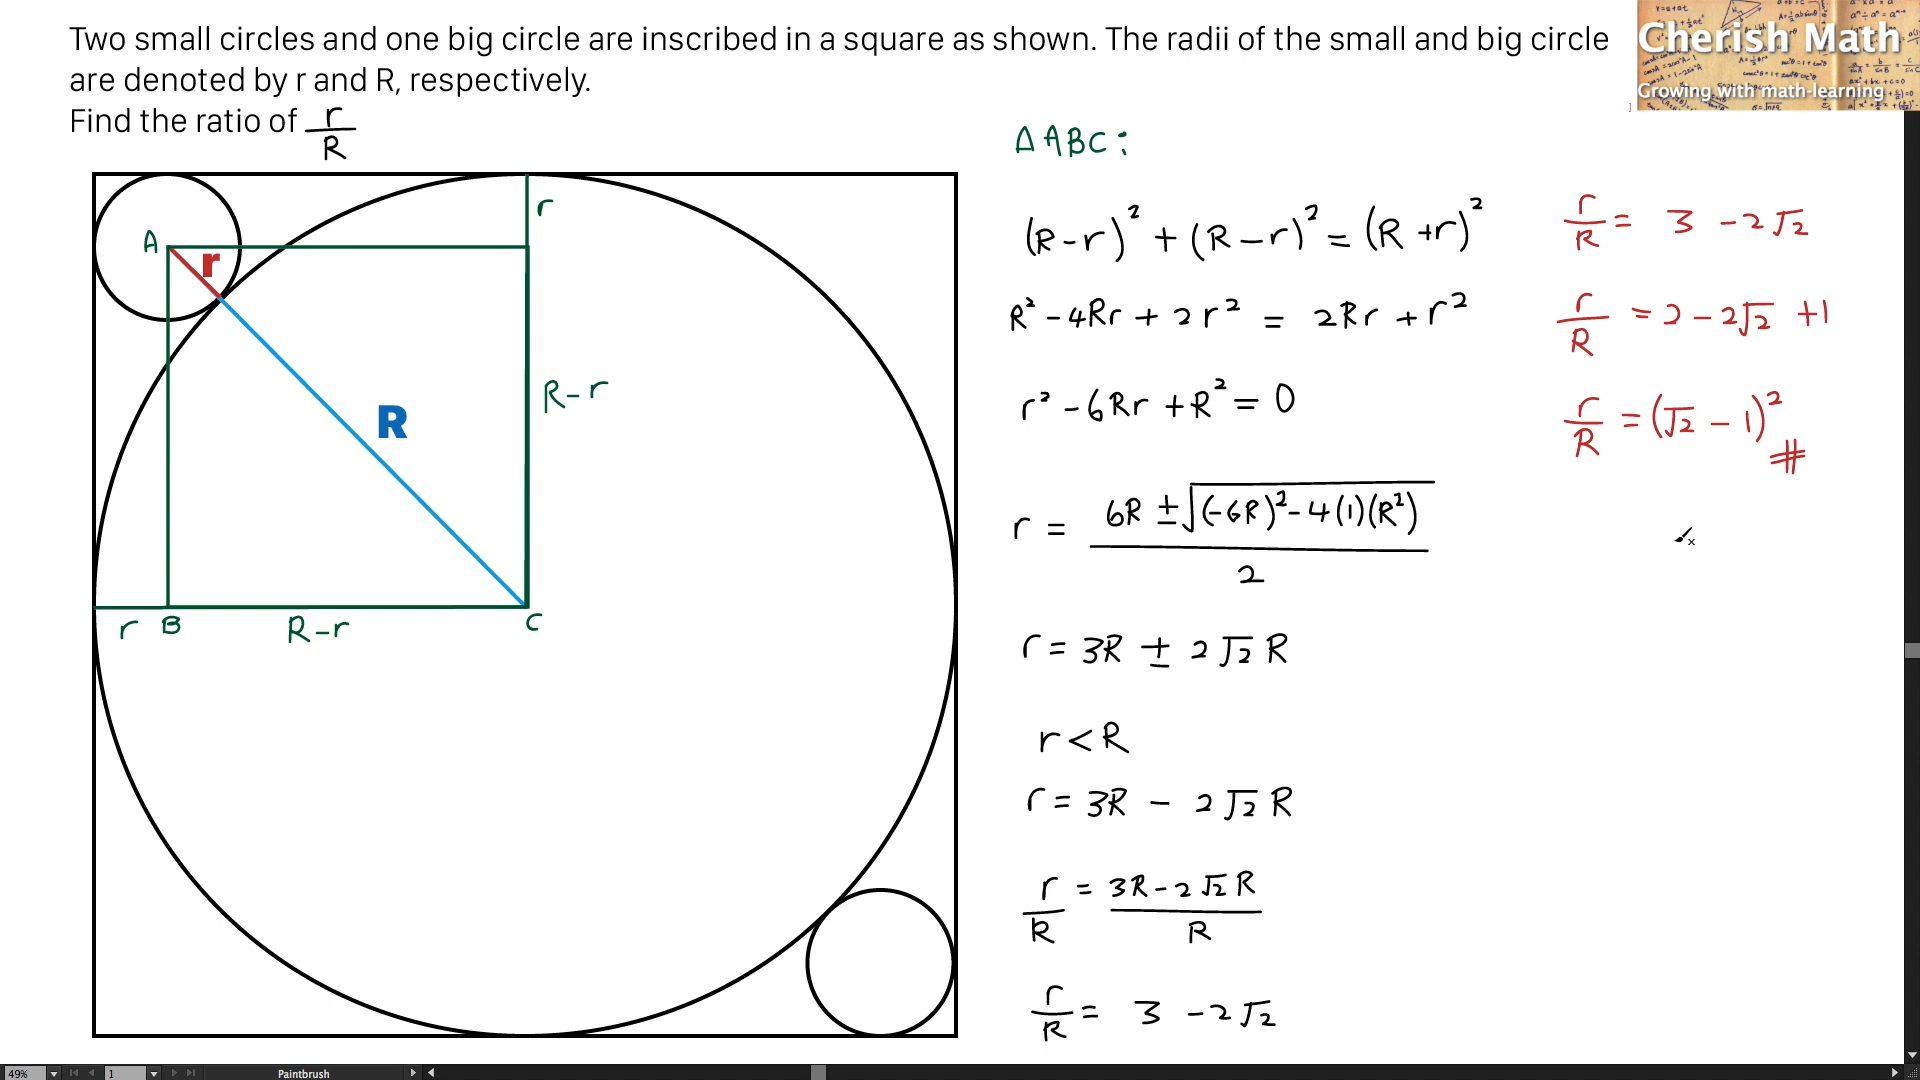 Two small circles and one big circle are inscribed in a square as shown. The radii of the small and big circle
are denoted by r and R, respectively.
Find the ratio of r/R
Cherish Math
Growing with math-learning
A
r
r
R
R-r
r B R-r C
△ABC:
(R-r)² + (R-r)² = (R+r)²
R² - 4Rr + 2r² = 2Rr + r²
r² - 6Rr + R² = 0
r = (6R ± √((-6R)² - 4(1)(R²)))/2
r = 3R ± 2√2 R
r < R
r = 3R - 2√2 R
r/R = (3R - 2√2 R)/R
r/R = 3 - 2√2
r/R = 3 - 2√2
r/R = 2 - 2√2 + 1
r/R = (√2 - 1)² #
49% 1 Paintbrush